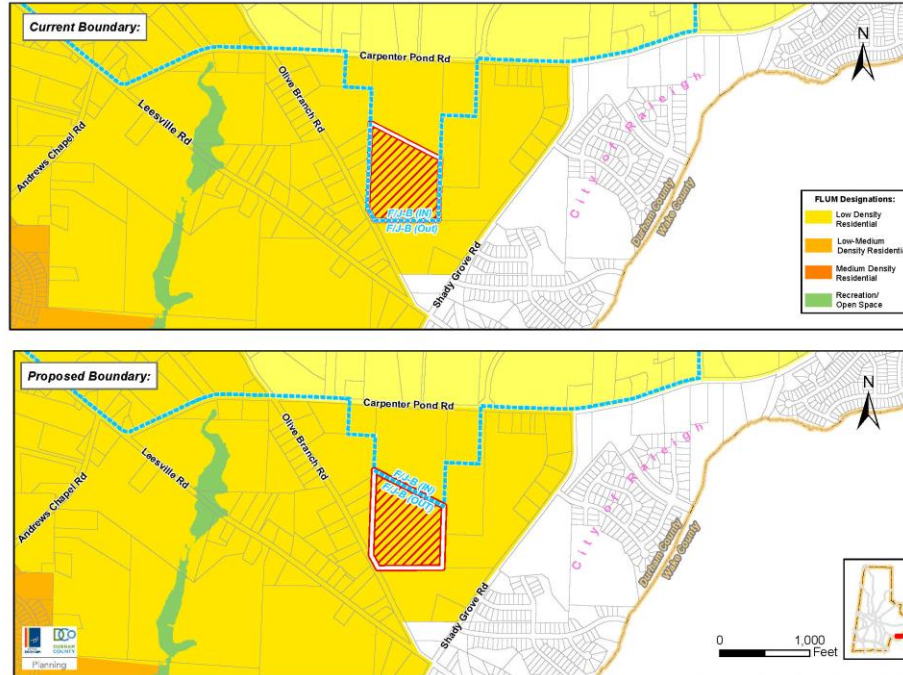 Current Boundary:
Carpenter Pond Rd
N
Olive Branch Rd
Leesville Rd
Andrews Chapel Rd
City of Raleigh
Durham County
Wake County
F/J-B (IN)
F/J-B (Out)
Shady Grove Rd
FLUM Designations:
Low Density
Residential
Low-Medium
Density Residential
Medium Density
Residential
Recreation/
Open Space
Proposed Boundary:
Carpenter Pond Rd
N
Olive Branch Rd
Leesville Rd
Andrews Chapel Rd
City of Raleigh
F/J-B (IN)
F/J-B (OUT)
Durham County
Wake County
Shady Grove Rd
0 1,000
Feet
DCO
DURHAM
COUNTY
Planning